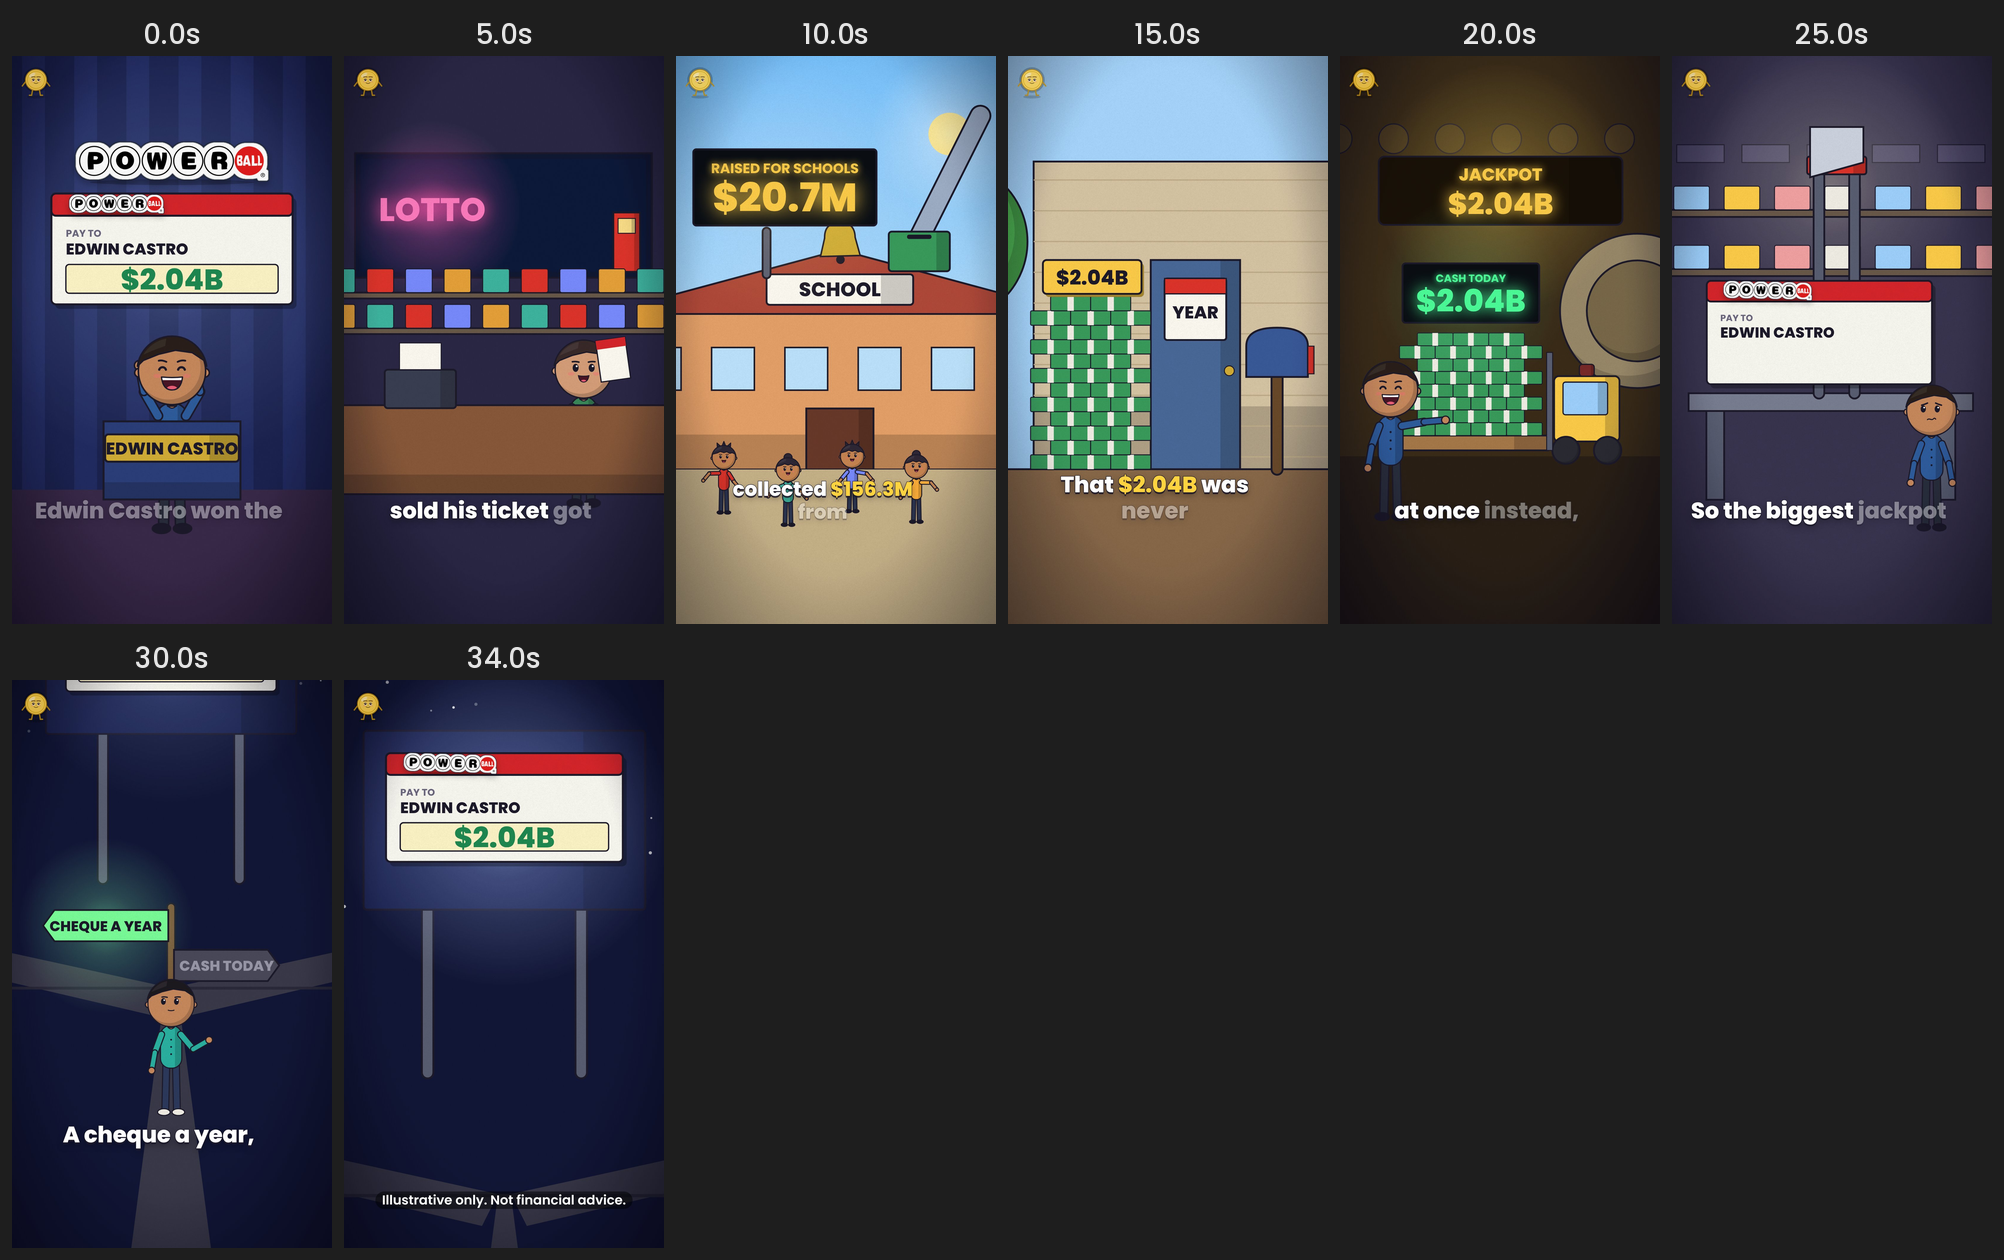 0.0s
POWERBALL
POWERBALL
PAY TO
EDWIN CASTRO
$2.04B
EDWIN CASTRO
Edwin Castro won the
5.0s
LOTTO
sold his ticket got
10.0s
RAISED FOR SCHOOLS
$20.7M
SCHOOL
collected $156.3M
from
15.0s
$2.04B
YEAR
That $2.04B was
never
20.0s
JACKPOT
$2.04B
CASH TODAY
$2.04B
at once instead,
25.0s
POWERBALL
PAY TO
EDWIN CASTRO
So the biggest jackpot
30.0s
CHEQUE A YEAR
CASH TODAY
A cheque a year,
34.0s
POWERBALL
PAY TO
EDWIN CASTRO
$2.04B
Illustrative only. Not financial advice.